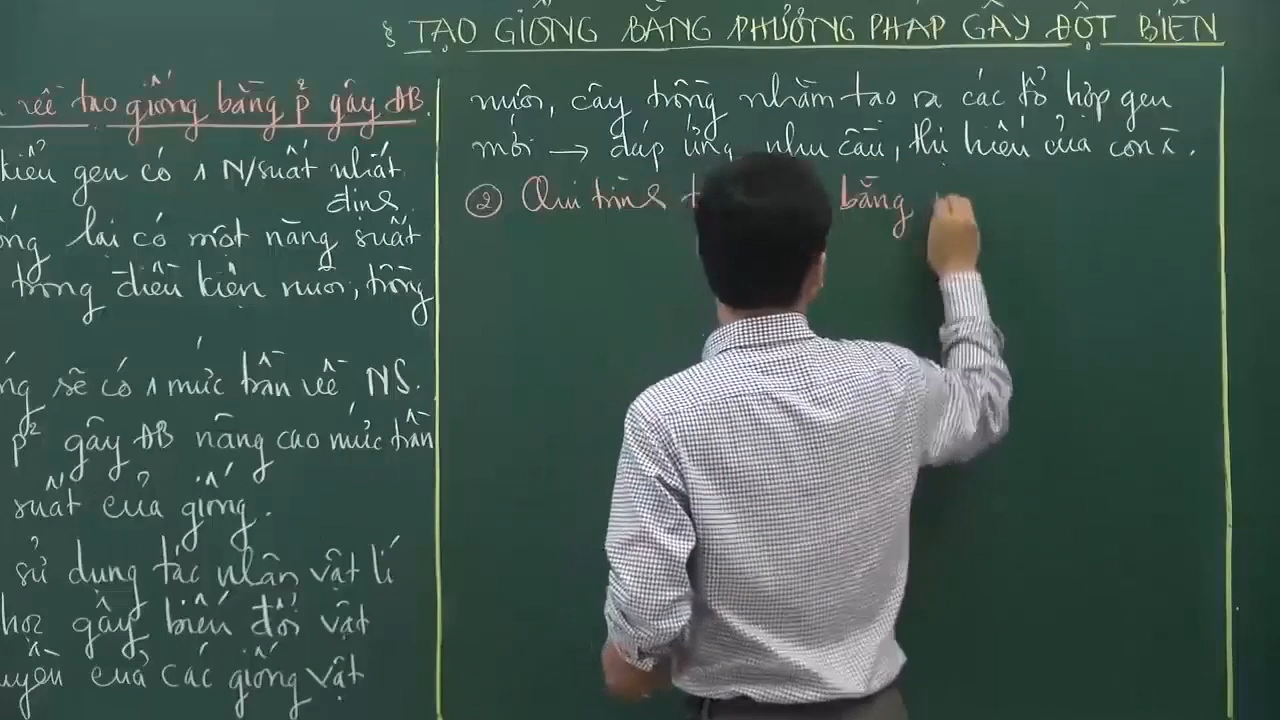 § TẠO GIỐNG BẰNG PHƯƠNG PHÁP GÂY ĐỘT BIẾN
về tạo giống bằng p² gây ĐB.
kiểu gen có 1 N/suất nhất
định.
lại có một năng suất
trong điều kiện nuôi, trồng
sẽ có 1 mức trần về NS.
p² gây ĐB nâng cao mức trần
suất của giống.
sử dụng tác nhân vật lí
học gây biến đổi vật
của các giống vật
nuôi, cây trồng nhằm tạo ra các tổ hợp gen
mới → đáp ứng nhu cầu, thị hiếu của con
② Qui trình bằng